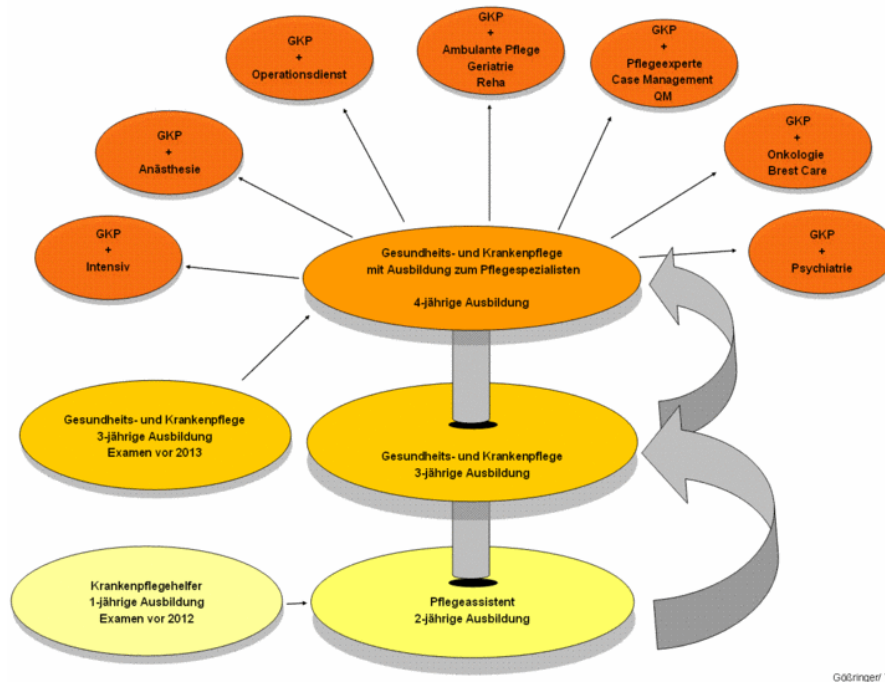 GKP
+
Operationsdienst
GKP
+
Ambulante Pflege
Geriatrie
Reha
GKP
+
Pflegeexperte
Case Management
QM
GKP
+
Anästhesie
GKP
+
Onkologie
Brest Care
GKP
+
Intensiv
Gesundheits- und Krankenpflege
mit Ausbildung zum Pflegespezialisten
4-jährige Ausbildung
GKP
+
Psychiatrie
Gesundheits- und Krankenpflege
3-jährige Ausbildung
Examen vor 2013
Gesundheits- und Krankenpflege
3-jährige Ausbildung
Krankenpflegehelfer
1-jährige Ausbildung
Examen vor 2012
Pflegeassistent
2-jährige Ausbildung
Gößringer/